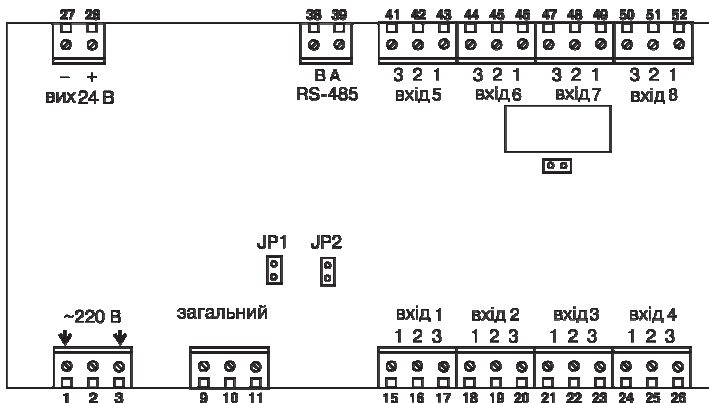 27 28 38 39 41 42 43 44 45 46 47 48 49 50 51 52
– + B A 3 2 1 3 2 1 3 2 1 3 2 1
вих 24 В RS-485 вхід 5 вхід 6 вхід 7 вхід 8
JP1 JP2
~220 В загальний вхід 1 вхід 2 вхід 3 вхід 4
1 2 3 1 2 3 1 2 3 1 2 3
1 2 3 9 10 11 15 16 17 18 19 20 21 22 23 24 25 26